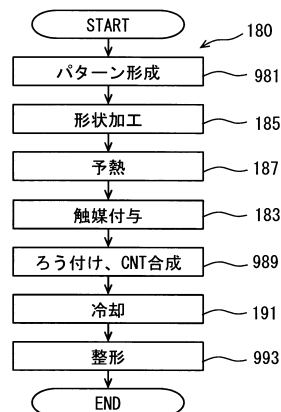 START
180
パターン形成
981
形状加工
185
予熱
187
触媒付与
183
ろう付け、CNT合成
989
冷却
191
整形
993
END